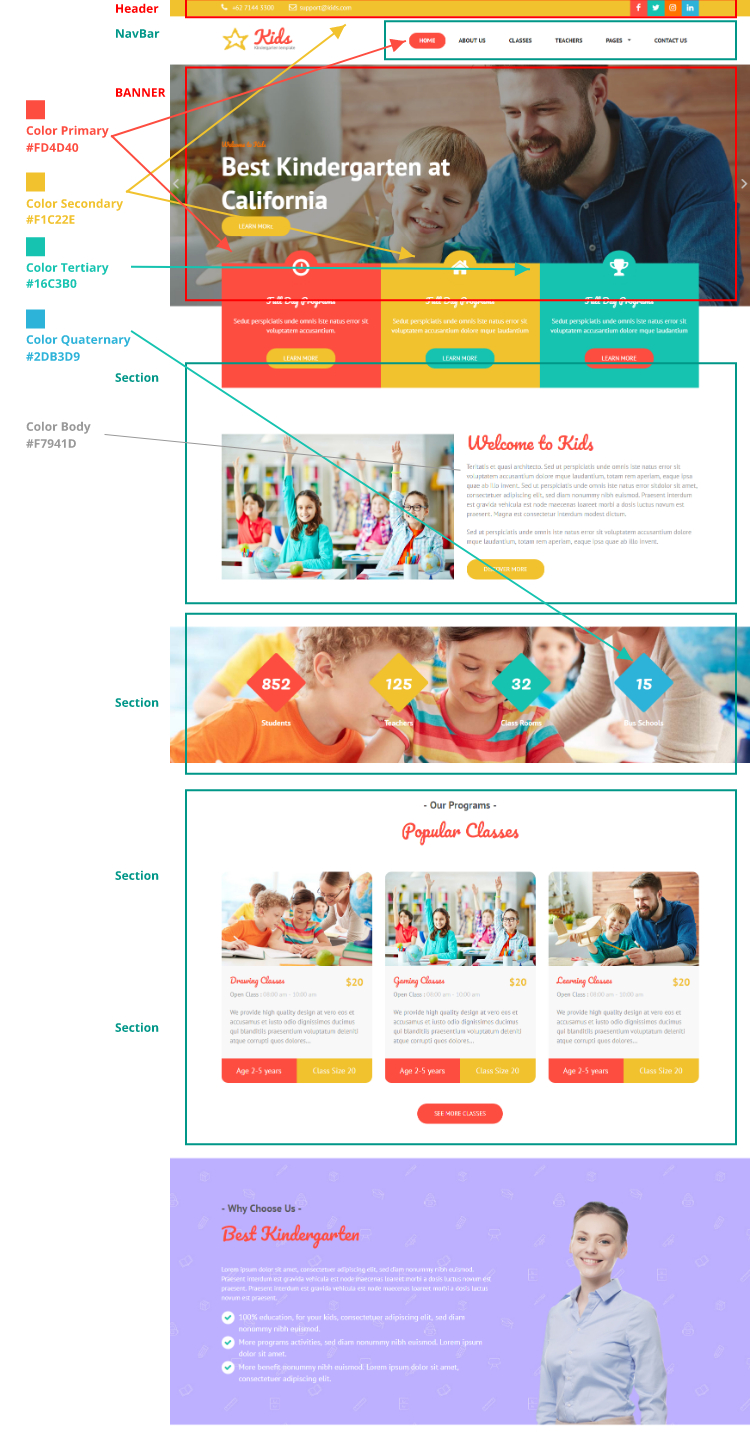 Header
+62 7144 3300 support@kids.com
NavBar
Kids
Kindergarten template
HOME ABOUT US CLASSES TEACHERS PAGES CONTACT US
BANNER
Color Primary
#FD4D40
Welcome to Kids
Best Kindergarten at
California
LEARN MORE
Color Secondary
#F1C22E
Color Tertiary
#16C3B0
Color Quaternary
#2DB3D9
Full Day Programs Full Day Programs Full Day Programs
Sedut perspiciatis unde omnis iste natus error sit Sedut perspiciatis unde omnis iste natus error sit Sedut perspiciatis unde omnis iste natus error sit
voluptatem accusantium. voluptatem accusantium dolore mque laudantium voluptatem accusantium dolore mque laudantium
LEARN MORE LEARN MORE LEARN MORE
Section
Color Body
#F7941D
Welcome to Kids
Teritatis et quasi architecto. Sed ut perspiciatis unde omnis iste natus error sit
voluptatem accusantium dolore mque laudantium, totam rem aperiam, eaque ipsa
quae ab illo invent. Sed ut perspiciatis unde omnis iste natus error sitdolor sit amet,
consectetuer adipiscing elit, sed diam nonummy nibh euismod. Praesent interdum
est gravida vehicula est node maecenas loareet morbi a dosis luctus novum est
praesent. Magna est consectetur interdum modest dictum.
Sed ut perspiciatis unde omnis iste natus error sit voluptatem accusantium dolore
mque laudantium, totam rem aperiam, eaque ipsa quae ab illo invent.
DISCOVER MORE
Section
852 125 32 15
Students Teachers Class Rooms Bus Schools
- Our Programs -
Popular Classes
Section
Drawing Classes $20 Gaming Classes $20 Learning Classes $20
Open Class : 08:00 am - 10:00 am Open Class : 08:00 am - 10:00 am Open Class : 08:00 am - 10:00 am
We provide high quality design at vero eos et We provide high quality design at vero eos et We provide high quality design at vero eos et
accusamus et iusto odio dignissimos ducimus accusamus et iusto odio dignissimos ducimus accusamus et iusto odio dignissimos ducimus
qui blanditiis praesentium voluptatum deleniti qui blanditiis praesentium voluptatum deleniti qui blanditiis praesentium voluptatum deleniti
atque corrupti quos dolores... atque corrupti quos dolores... atque corrupti quos dolores...
Section
Age 2-5 years Class Size 20 Age 2-5 years Class Size 20 Age 2-5 years Class Size 20
SEE MORE CLASSES
- Why Choose Us -
Best Kindergarten
Lorem ipsum dolor sit amet, consectetuer adipiscing elit, sed diam nonummy nibh euismod.
Praesent interdum est gravida vehicula est node maecenas loareet morbi a dosis luctus novum est
praesent. Praesent interdum est gravida vehicula est node maecenas loareet morbi a dosis luctus
novum est praesent.
100% education, for your kids, consectetuer adipiscing elit, sed diam
nonummy nibh euismod.
More programs activities, sed diam nonummy nibh euismod. Lorem ipsum
dolor sit amet.
More benefit nonummy nibh euismod. Lorem ipsum dolor sit amet,
consectetuer adipiscing elit.